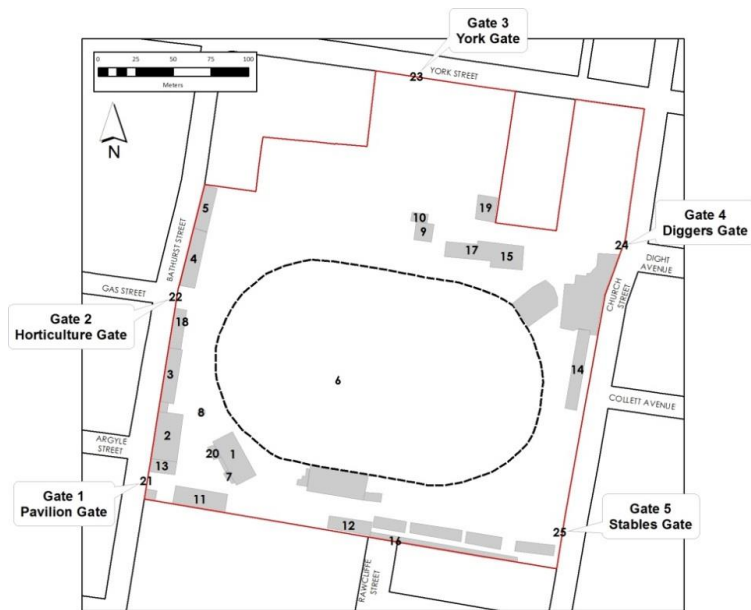 Gate 3
York Gate
0 25 50 75 100
Meters
N
23
YORK STREET
5
10
9
19
17
15
BATHURST STREET
4
Gate 4
Diggers Gate
24
DIGHT
AVENUE
CHURCH
STREET
GAS STREET
22
Gate 2
Horticulture Gate
18
3
6
14
COLLETT AVENUE
8
ARGYLE
STREET
2
20
1
7
13
21
Gate 1
Pavilion Gate
11
12
16
25
Gate 5
Stables Gate
RAWCLIFFE
STREET